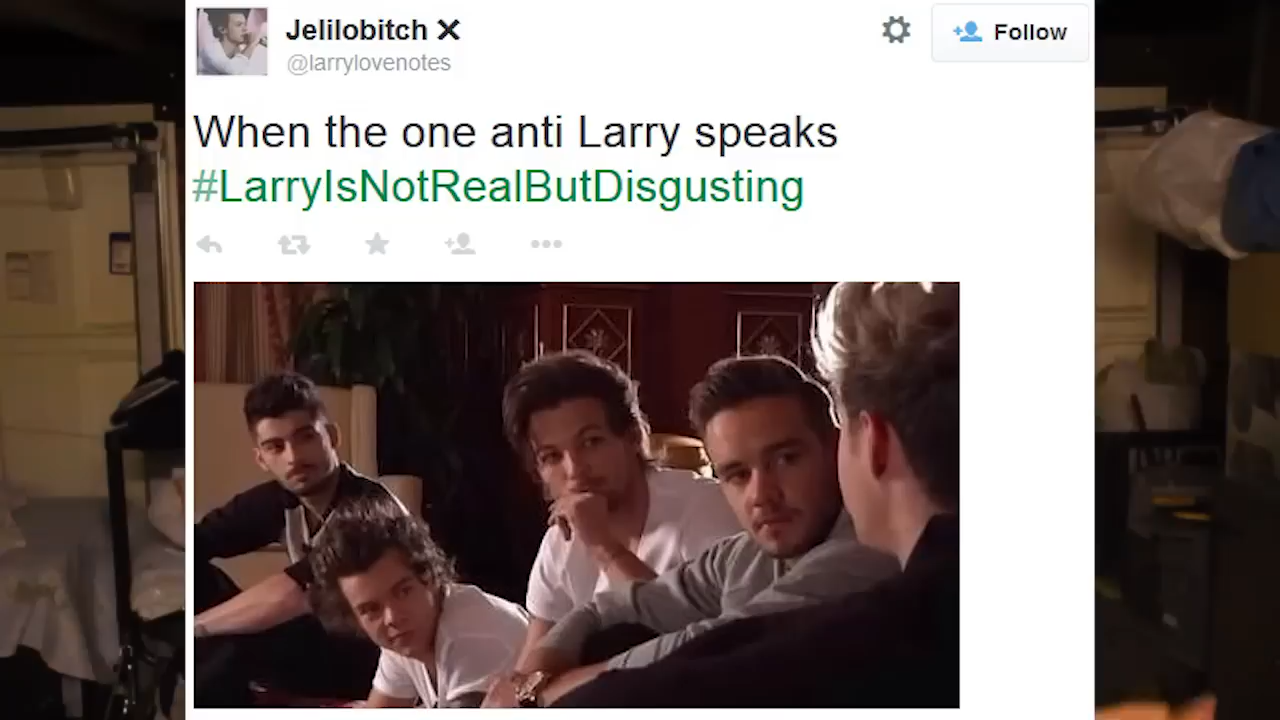 Jelilobitch ✕
@larrylovenotes
Follow
When the one anti Larry speaks
#LarryIsNotRealButDisgusting